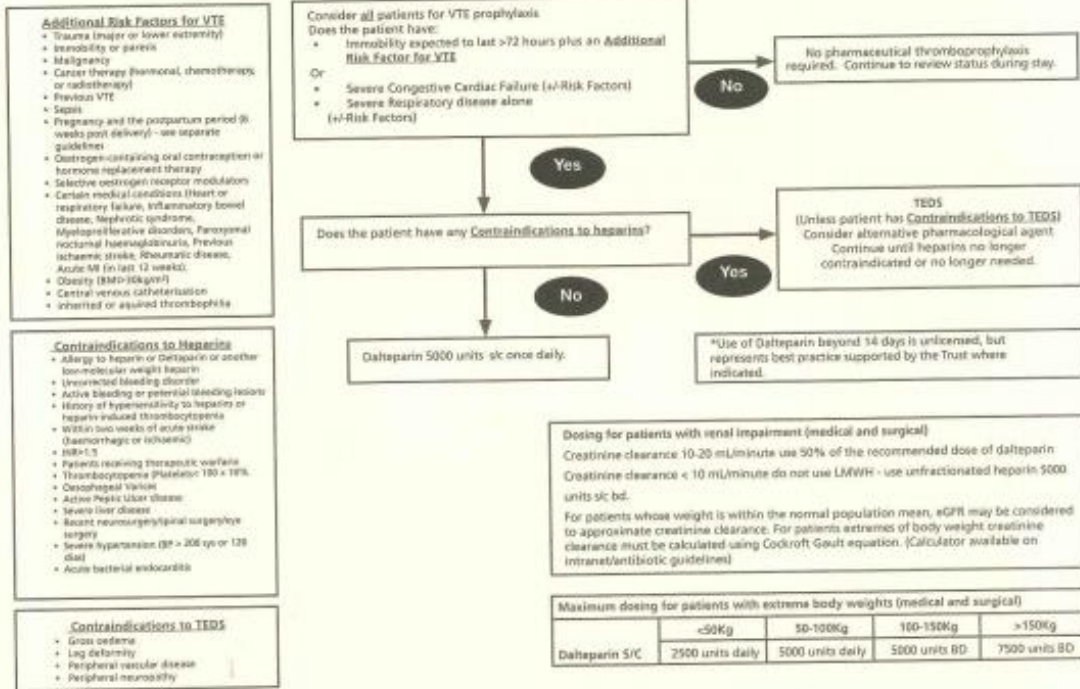 Additional Risk Factors for VTE
• Trauma (major or lower extremity)
• Immobility or paresis
• Malignancy
• Cancer therapy (hormonal, chemotherapy,
or radiotherapy)
• Previous VTE
• Sepsis
• Pregnancy and the postpartum period (6
weeks post delivery) - see separate
guidelines
• Oestrogen-containing oral contraception or
hormone replacement therapy
• Selective oestrogen receptor modulators
• Certain medical conditions (Heart or
respiratory failure, Inflammatory bowel
disease, Nephrotic syndrome,
Myeloproliferative disorders, Paroxysmal
nocturnal haemaglobinuria, Previous
ischaemic stroke, Rheumatic disease,
Acute MI (in last 12 weeks).
• Obesity (BMI>30kg/m²)
• Central venous catheterisation
• Inherited or aquired thrombophilia
Contraindications to Heparins
• Allergy to heparin or Deltaparin or another
low-molecular weight heparin
• Uncorrected bleeding disorder
• Active bleeding or potential bleeding lesions
• History of hypersensitivity to heparins or
heparin induced thrombocytopenia
• Within two weeks of acute stroke
(haemorrhagic or ischaemic)
• INR>1.5
• Patients receiving therapeutic warfarin
• Thrombocytopenia (Platelets< 100 x
• Oesophageal Varices
• Active Peptic Ulcer disease
• Severe liver disease
• Recent neurosurgery/spinal surgery/eye
surgery
• Severe hypertension (BP > 200 sys or 120
dias)
• Acute bacterial endocarditis
Contraindications to TEDS
• Gross oedema
• Leg deformity
• Peripheral vascular disease
• Peripheral neuropathy
Consider all patients for VTE prophylaxis
Does the patient have:
• Immobility expected to last >72 hours plus an Additional
Risk Factor for VTE
Or
• Severe Congestive Cardiac Failure (+/-Risk Factors)
• Severe Respiratory disease alone
(+/-Risk Factors)
No
No pharmaceutical thromboprophylaxis
required. Continue to review status during stay.
Yes
Does the patient have any Contraindications to heparins?
Yes
TEDS
(Unless patient has Contraindications to TEDS)
Consider alternative pharmacological agent
Continue until heparins no longer
contraindicated or no longer needed.
No
Dalteparin 5000 units s/c once daily.
*Use of Dalteparin beyond 14 days is unlicensed, but
represents best practice supported by the Trust where
indicated.
Dosing for patients with renal impairment (medical and surgical)
Creatinine clearance 10-20 mL/minute use 50% of the recommended dose of dalteparin
Creatinine clearance < 10 mL/minute do not use LMWH - use unfractionated heparin 5000
units s/c bd.
For patients whose weight is within the normal population mean, eGFR may be considered
to approximate creatinine clearance. For patients extremes of body weight creatinine
clearance must be calculated using Cockroft Gault equation. (Calculator available on
intranet/antibiotic guidelines)
Maximum dosing for patients with extreme body weights (medical and surgical)
<50Kg 50-100Kg 100-150Kg >150Kg
Dalteparin S/C 2500 units daily 5000 units daily 5000 units BD 7500 units BD